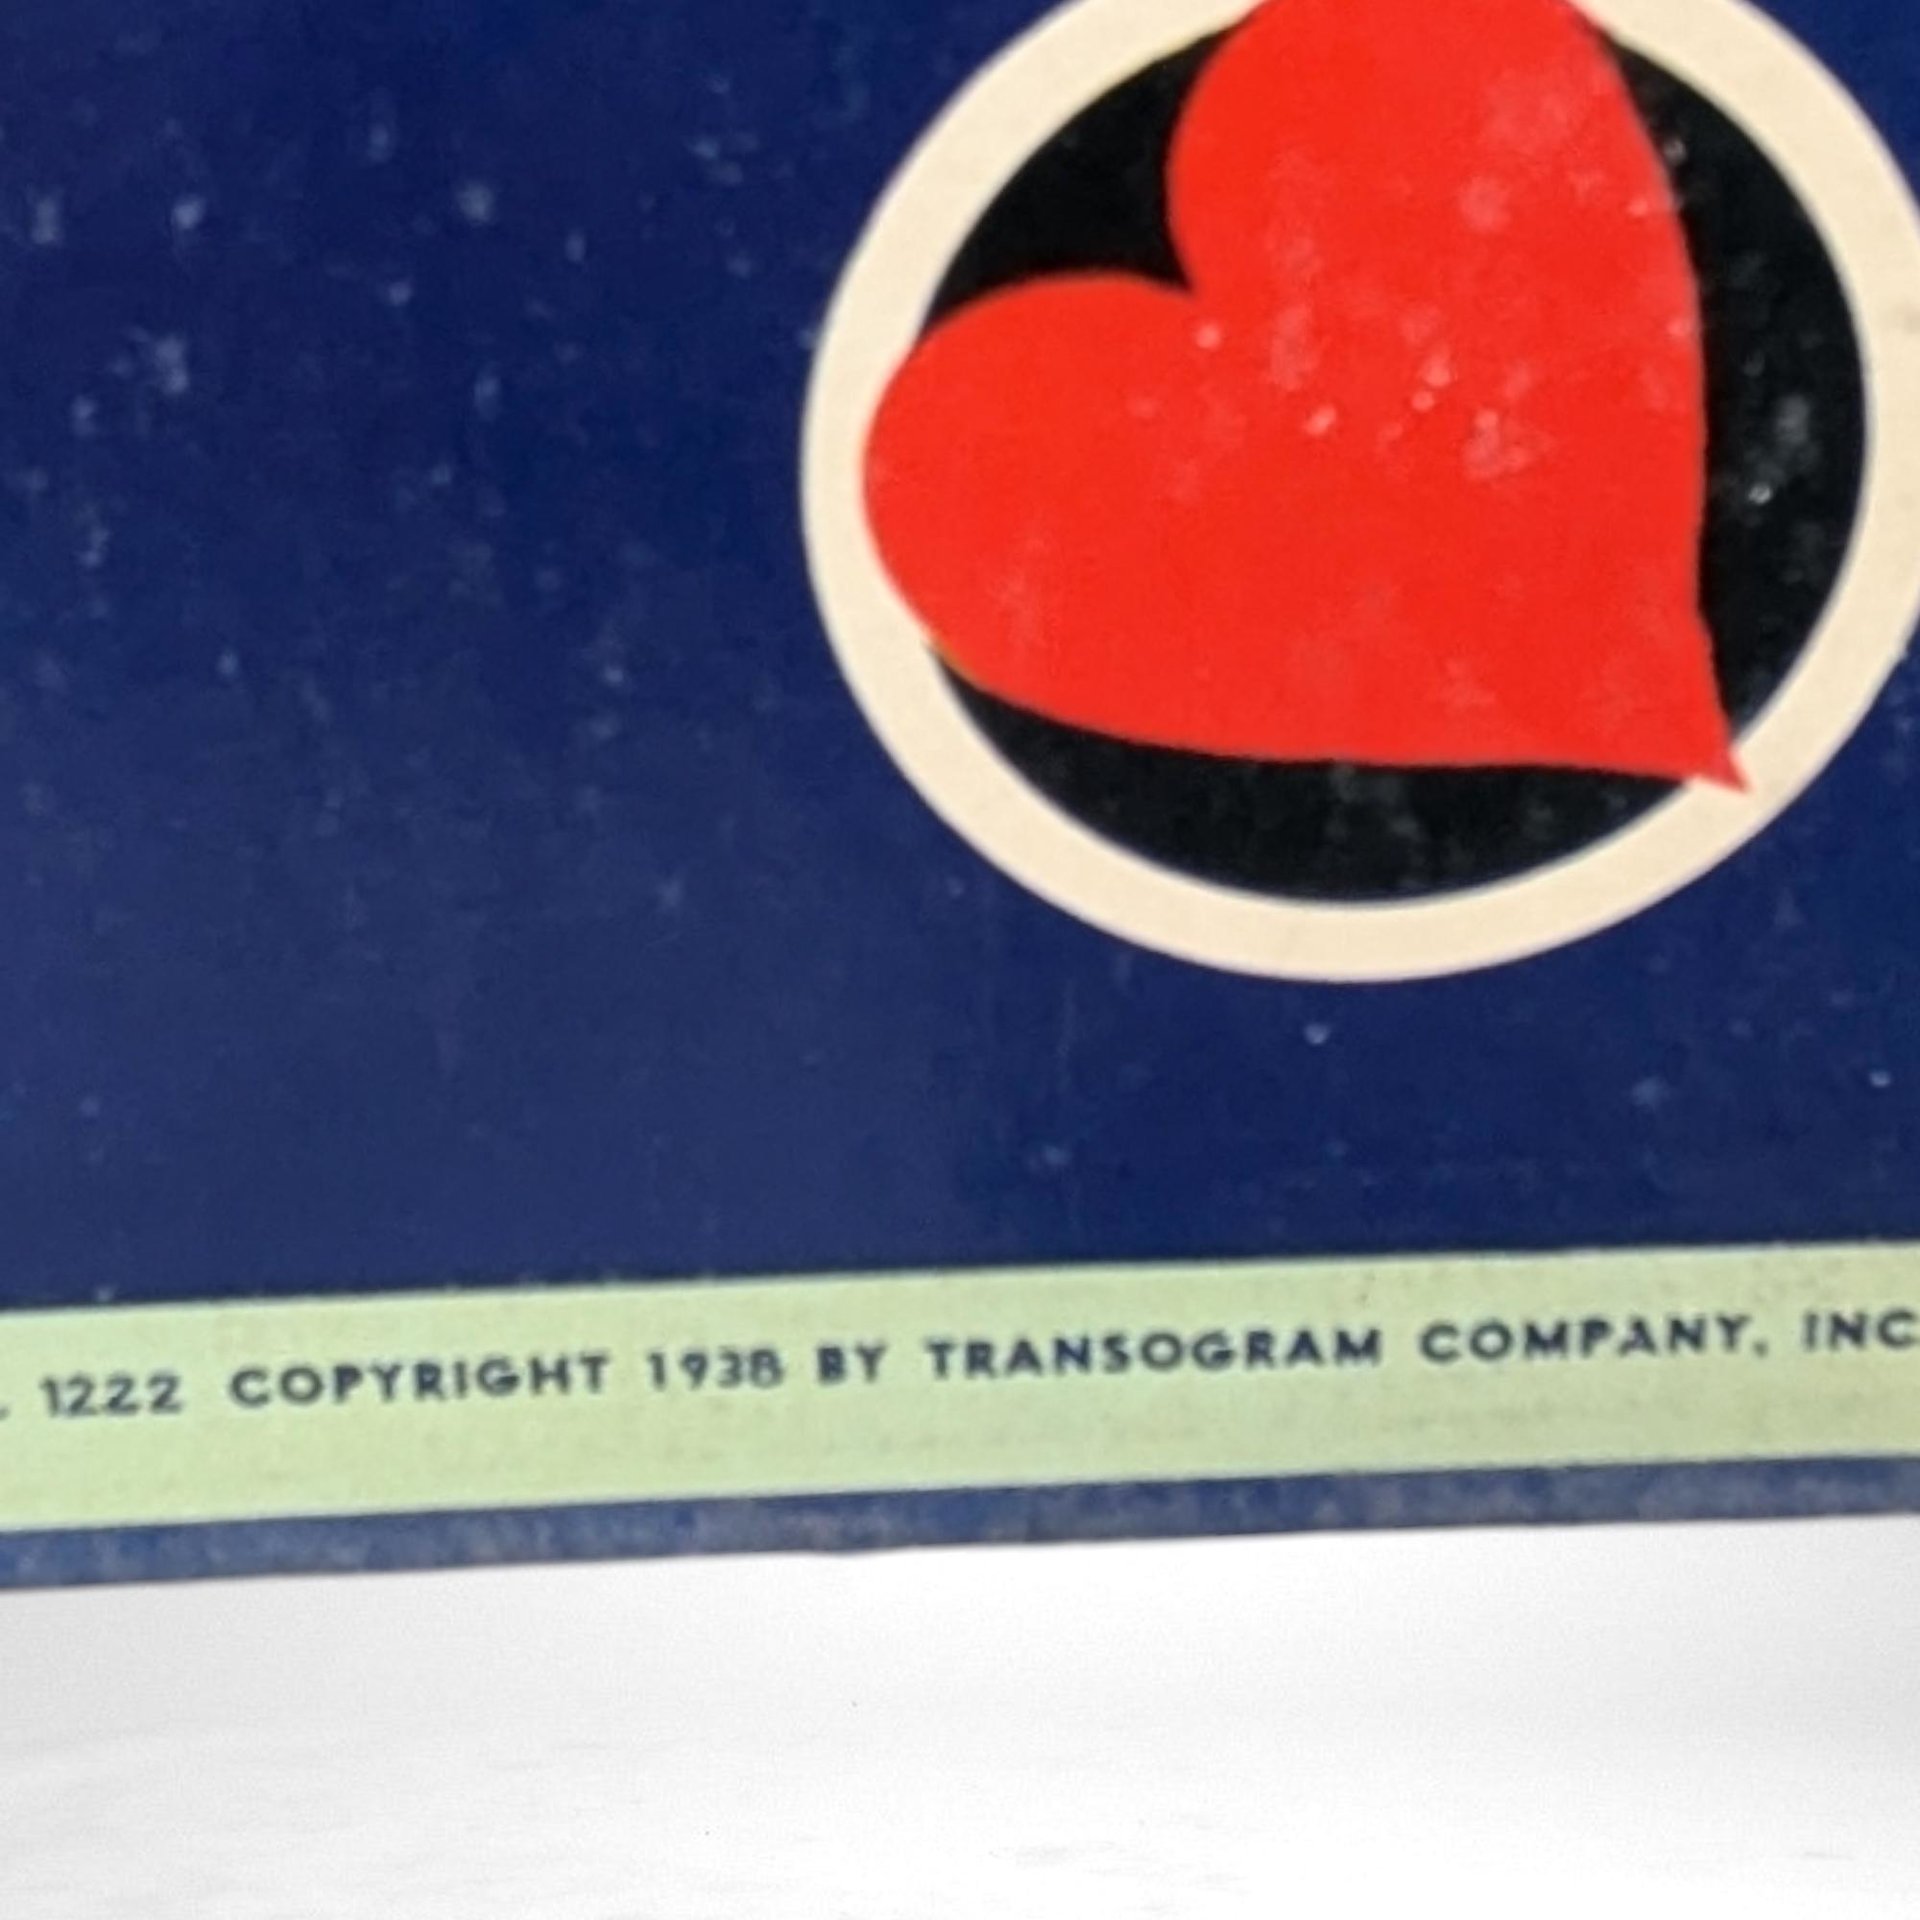 1222 COPYRIGHT 1938 BY TRANSOGRAM COMPANY, INC